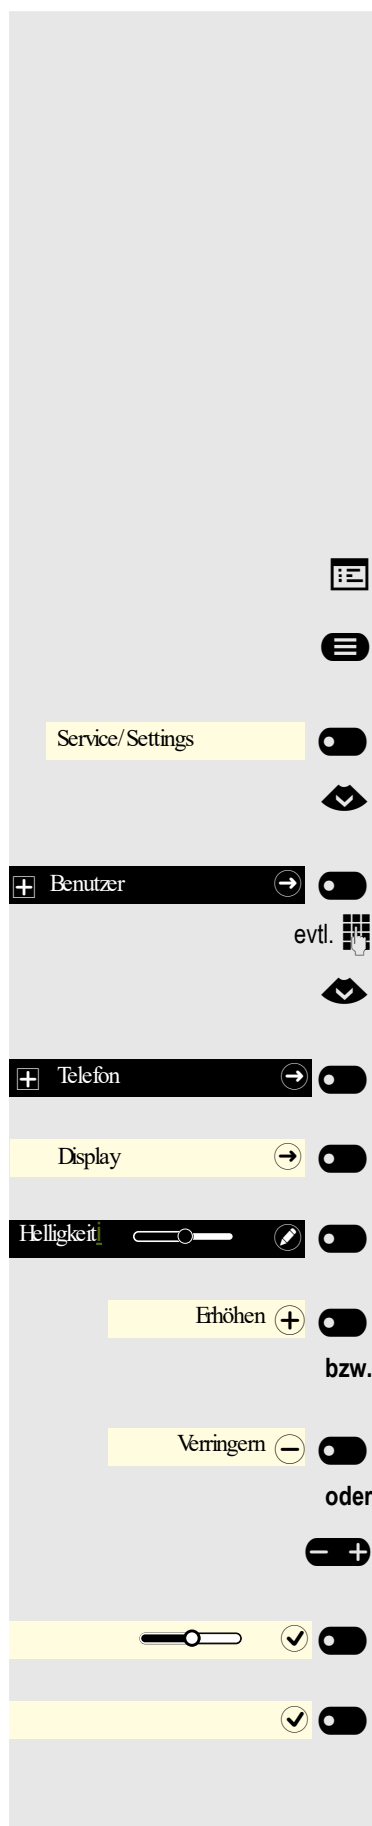 Service/Settings
Benutzer
evtl.
Telefon
Display
Helligkeit i
Erhöhen
bzw.
Verringern
oder